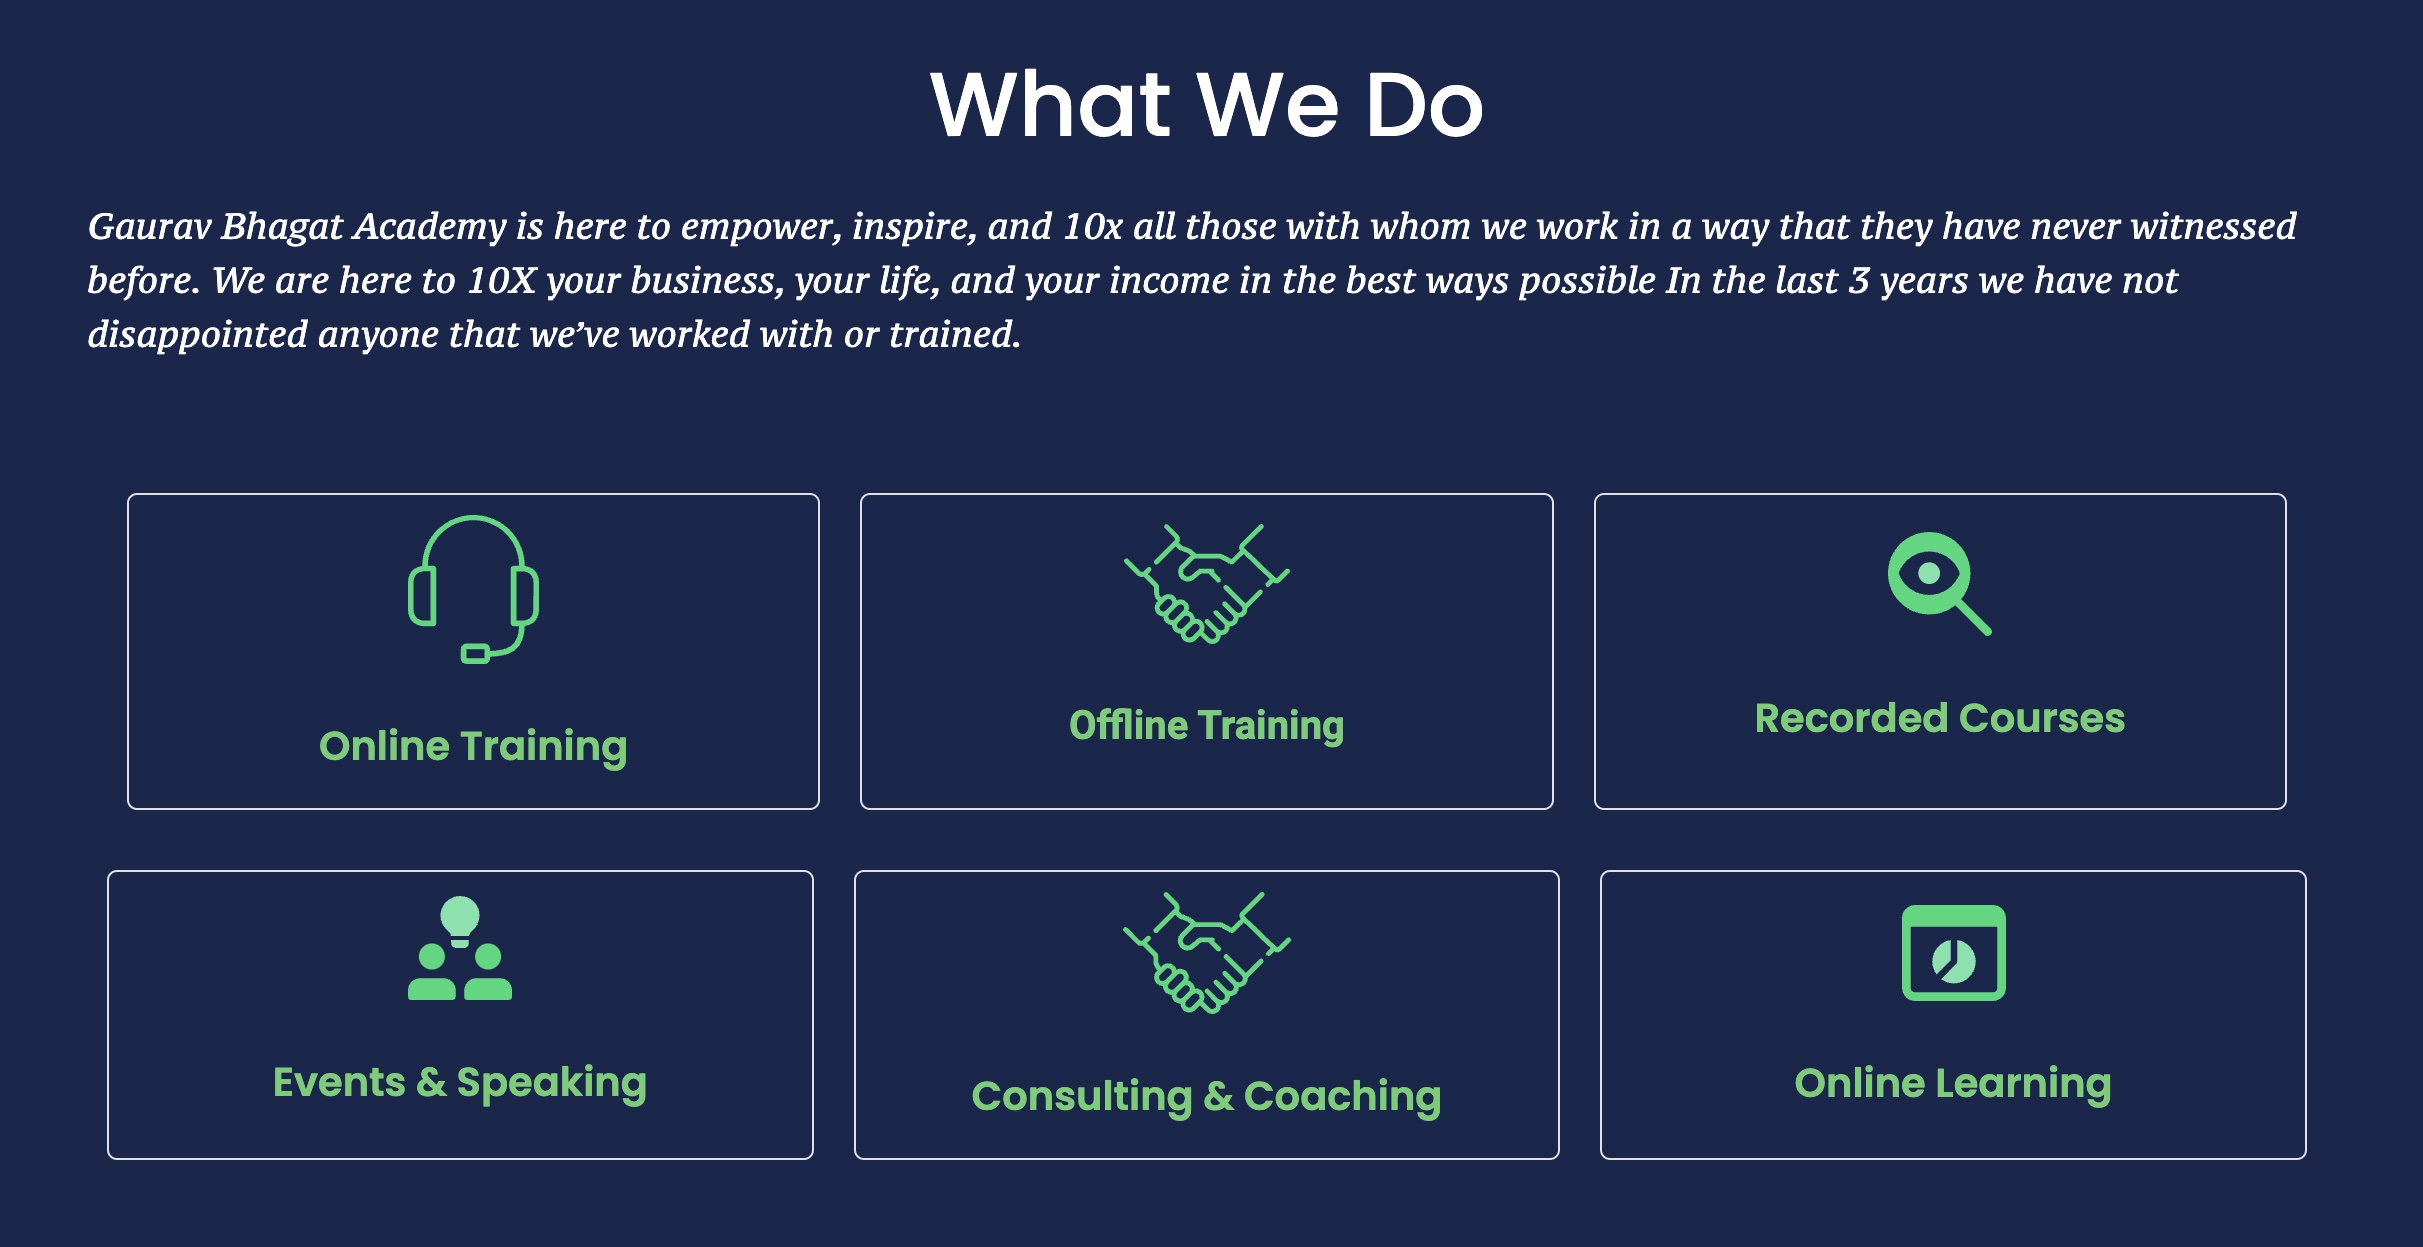 What We Do
Gaurav Bhagat Academy is here to empower, inspire, and 10x all those with whom we work in a way that they have never witnessed
before. We are here to 10X your business, your life, and your income in the best ways possible In the last 3 years we have not
disappointed anyone that we’ve worked with or trained.
Online Training
Offline Training
Recorded Courses
Events & Speaking
Consulting & Coaching
Online Learning